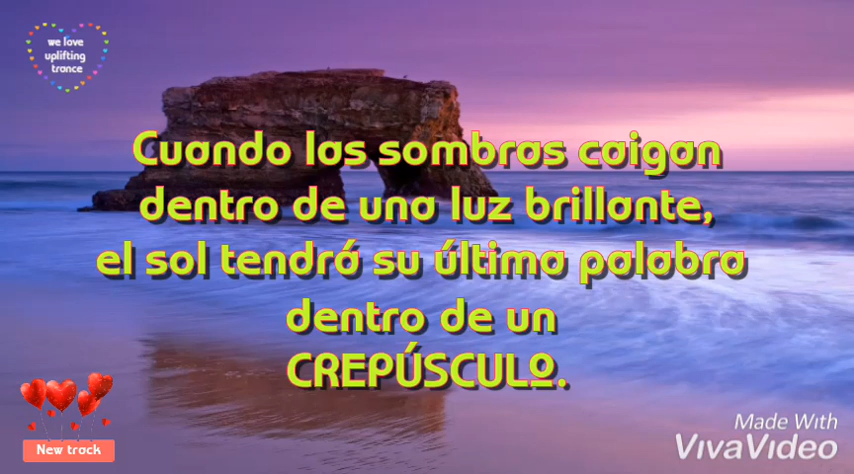 we love
uplifting
trance
Cuando las sombras caigan
dentro de una luz brillante,
el sol tendrá su última palabra
dentro de un
CREPÚSCULO.
New track
Made With
VivaVideo